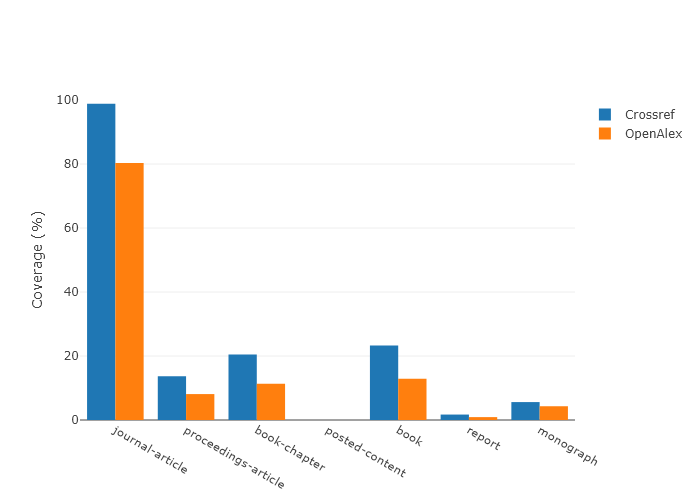 100
80
60
40
20
0
Coverage (%)
journal-article
proceedings-article
book-chapter
posted-content
book
report
monograph
Crossref
OpenAlex